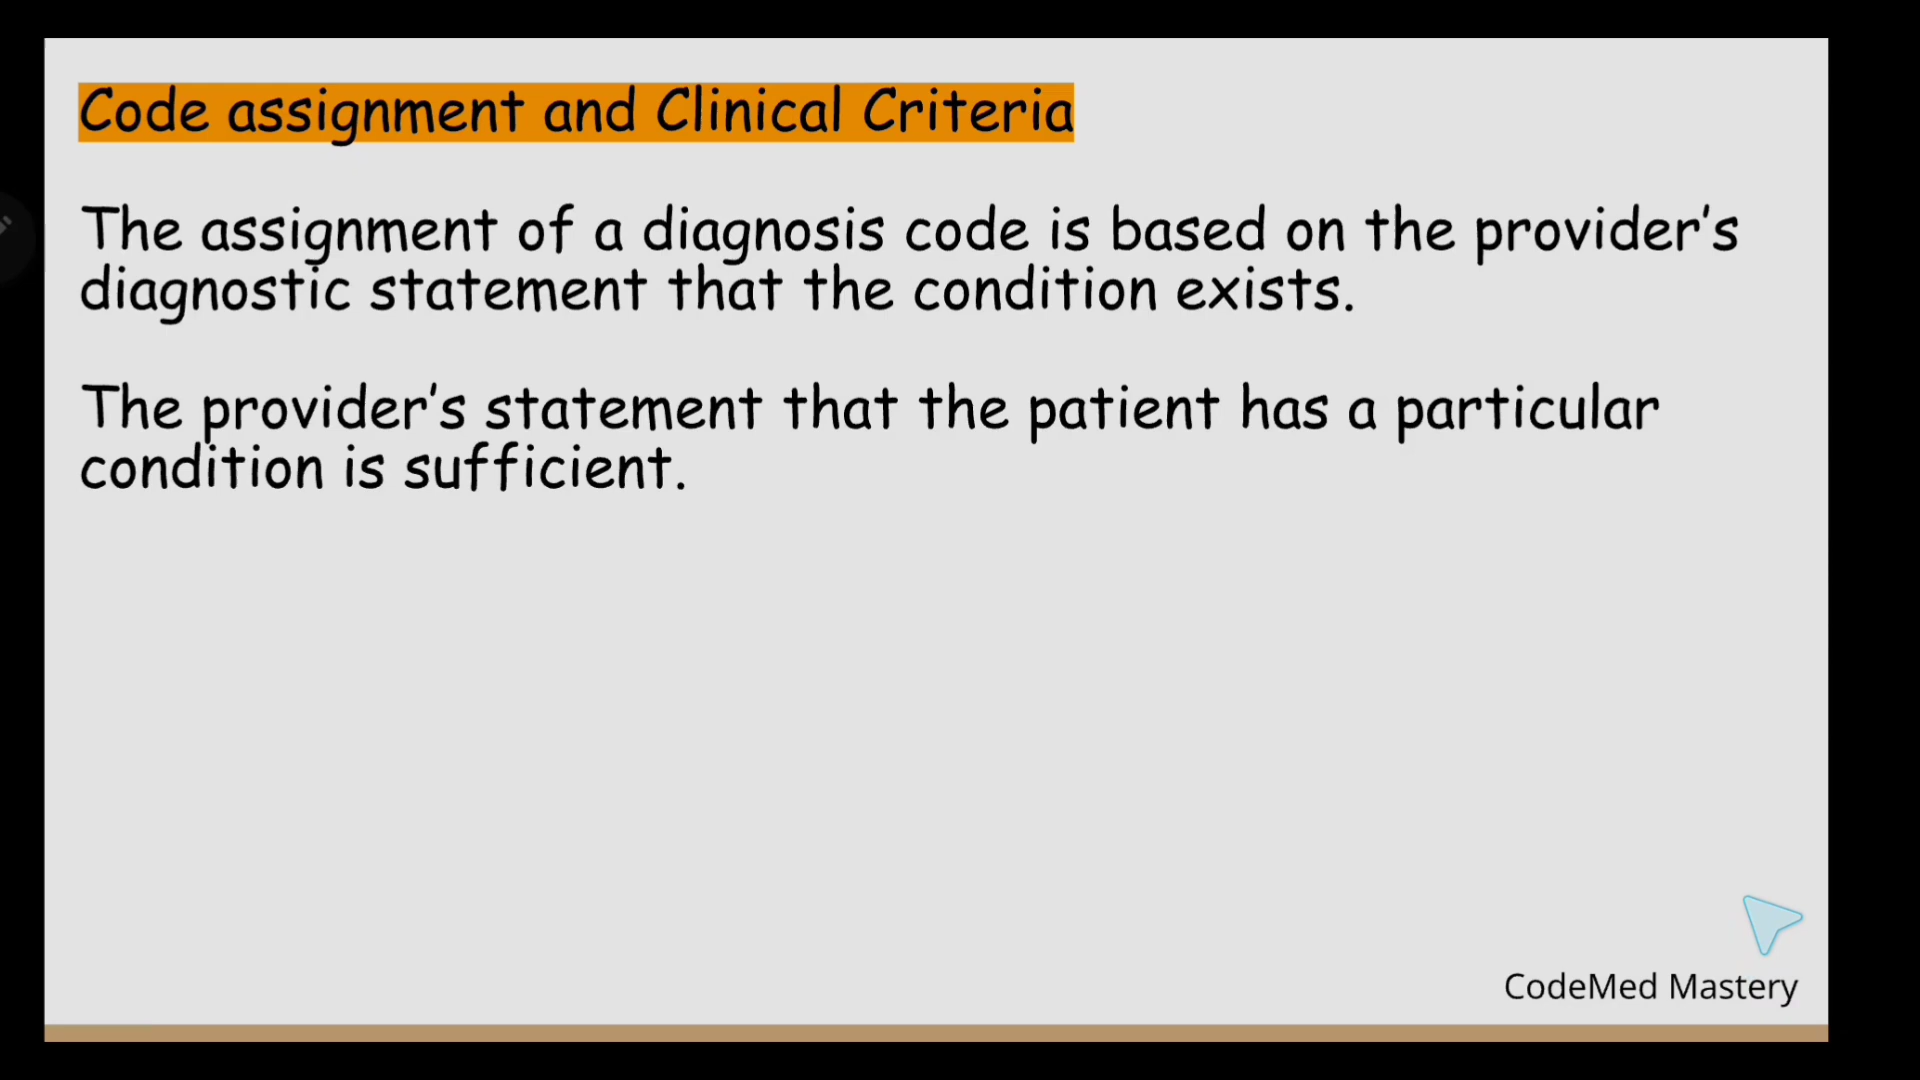 Code assignment and Clinical Criteria
The assignment of a diagnosis code is based on the provider’s
diagnostic statement that the condition exists.
The provider’s statement that the patient has a particular
condition is sufficient.
CodeMed Mastery